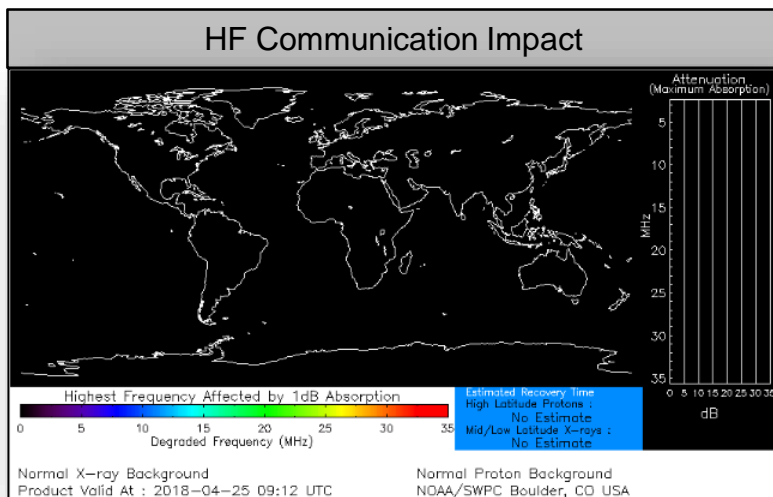 HF Communication Impact
Attenuation
(Maximum Absorption)
5
10
15
MHz
20
25
30
35
0 5 10 15 20 25 30 35
dB
Highest Frequency Affected by 1dB Absorption
0 5 10 15 20 25 30 35
Degraded Frequency (MHz)
Estimated Recovery Time
High Latitude Protons :
No Estimate
Mid/Low Latitude X-rays :
No Estimate
Normal X-ray Background
Product Valid At : 2018-04-25 09:12 UTC
Normal Proton Background
NOAA/SWPC Boulder, CO USA